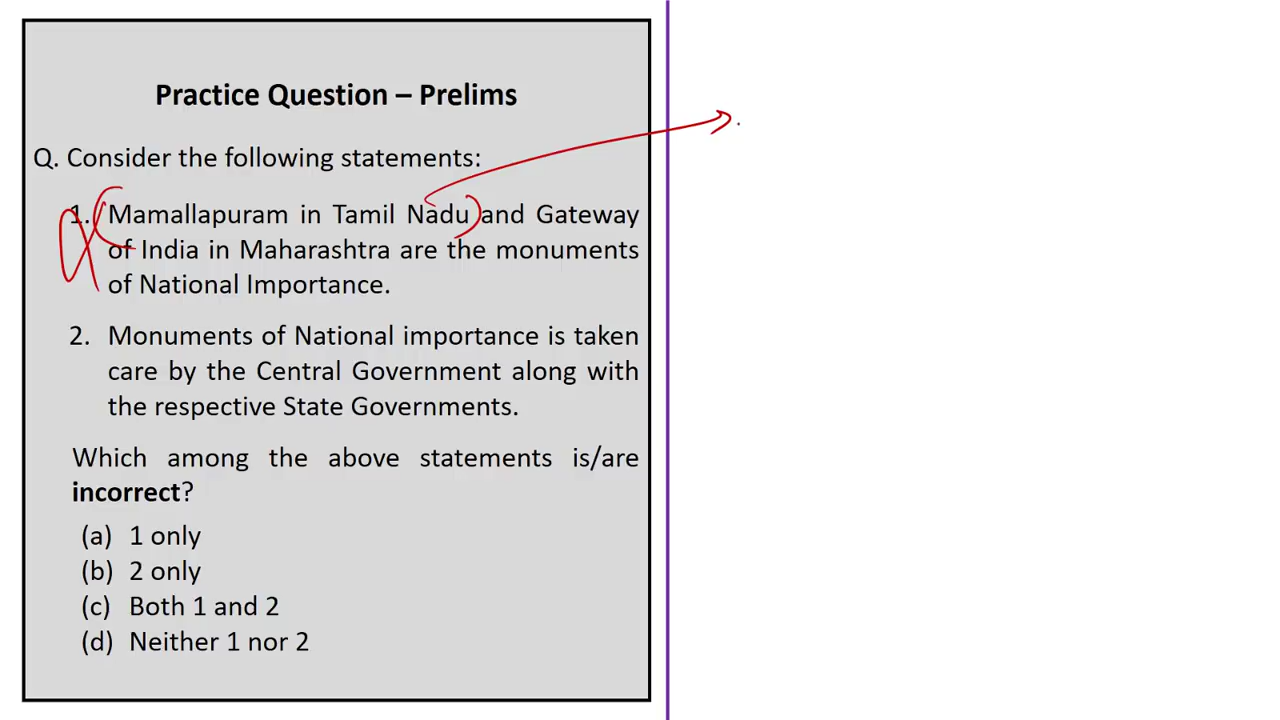 Practice Question – Prelims
Q. Consider the following statements:
1. Mamallapuram in Tamil Nadu and Gateway
of India in Maharashtra are the monuments
of National Importance.
2. Monuments of National importance is taken
care by the Central Government along with
the respective State Governments.
Which among the above statements is/are
incorrect?
(a) 1 only
(b) 2 only
(c) Both 1 and 2
(d) Neither 1 nor 2